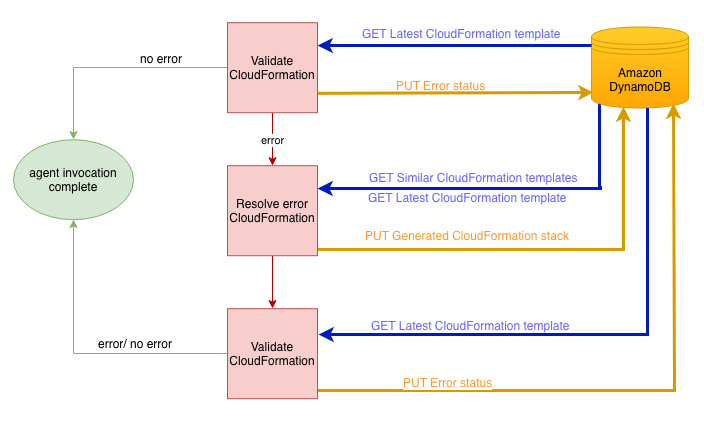 GET Latest CloudFormation template
no error
Validate
CloudFormation
Amazon
DynamoDB
PUT Error status
error
agent invocation
complete
GET Similar CloudFormation templates
GET Latest CloudFormation template
Resolve error
CloudFormation
PUT Generated CloudFormation stack
GET Latest CloudFormation template
error/ no error
Validate
CloudFormation
PUT Error status